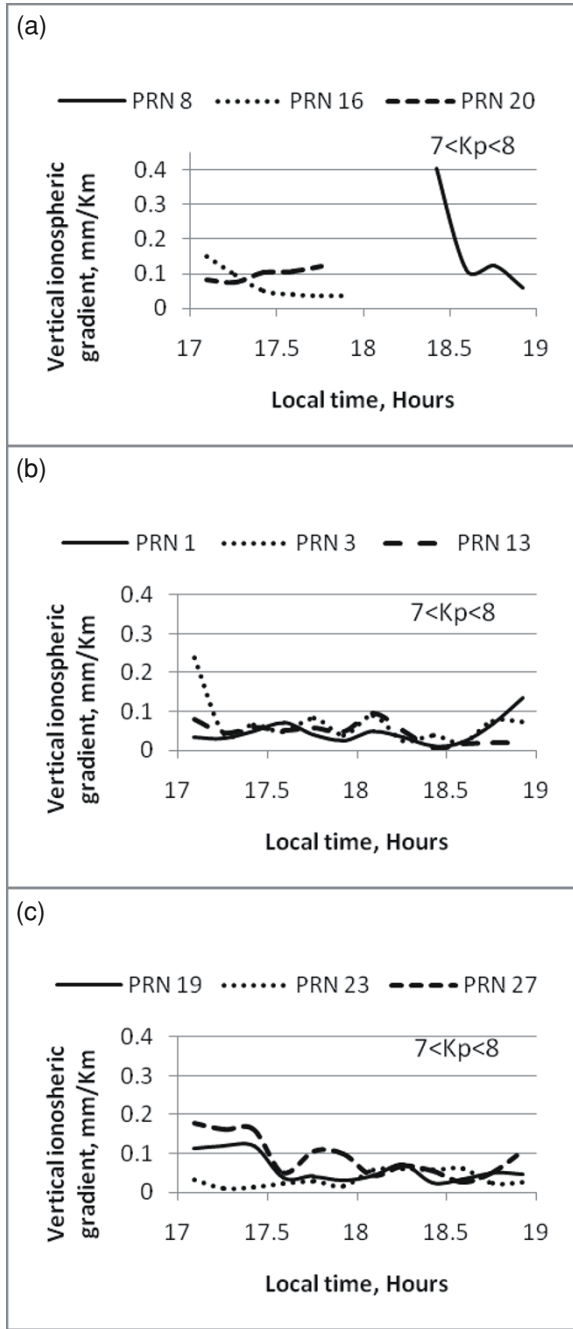 (a)
PRN 8 PRN 16 PRN 20
7<Kp<8
Vertical ionospheric
gradient, mm/Km
0.4
0.3
0.2
0.1
0
17 17.5 18 18.5 19
Local time, Hours
(b)
PRN 1 PRN 3 PRN 13
7<Kp<8
Vertical ionospheric
gradient, mm/Km
0.4
0.3
0.2
0.1
0
17 17.5 18 18.5 19
Local time, Hours
(c)
PRN 19 PRN 23 PRN 27
7<Kp<8
Vertical ionosheric
gradient, mm/Km
0.4
0.3
0.2
0.1
0
17 17.5 18 18.5 19
Local time, Hours